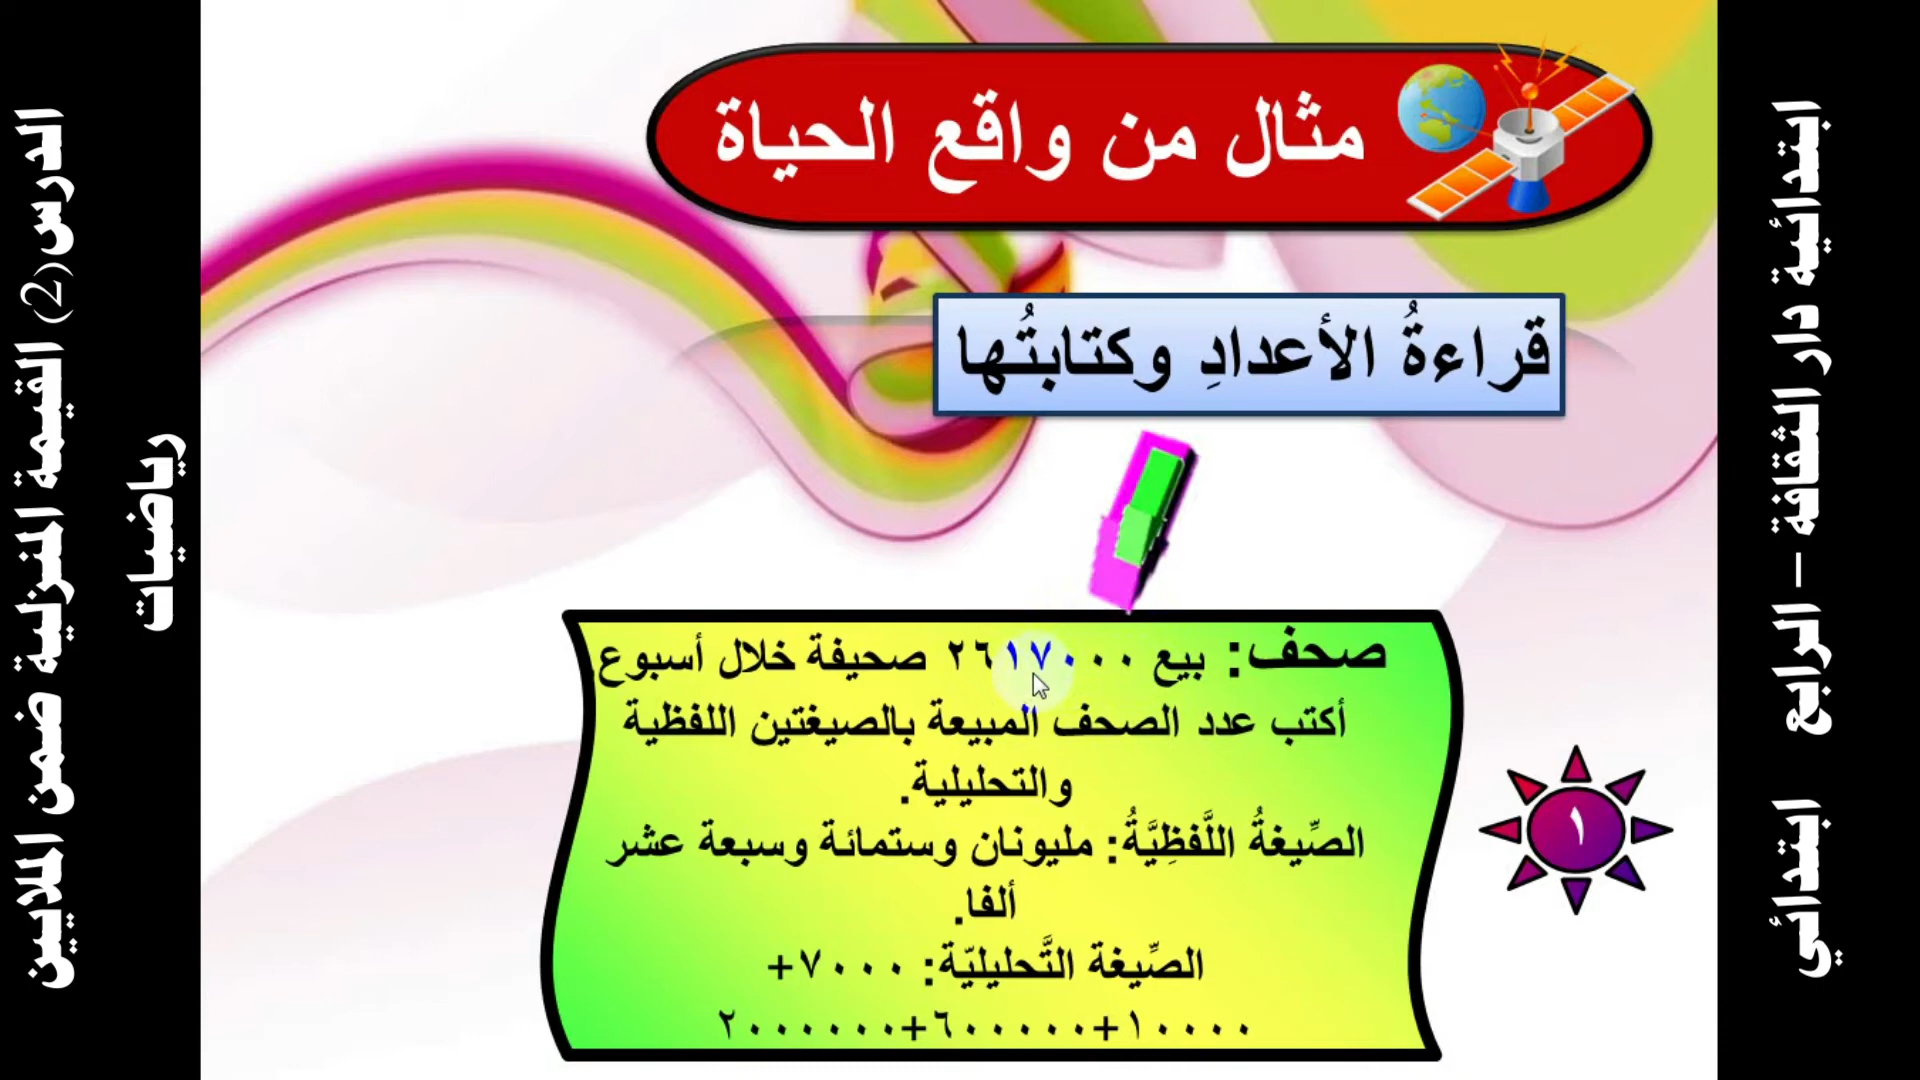 مثال من واقع الحياة
قراءةُ الأعدادِ وكتابتُها
صحف: بيع ٢٦١٧٠٠٠ صحيفة خلال أسبوع
أكتب عدد الصحف المبيعة بالصيغتين اللفظية
والتحليلية.
الصِّيغةُ اللَّفظِيَّةُ: مليونان وستمائة وسبعة عشر
ألفا.
الصِّيغة التَّحليليّة: ٧٠٠٠+
١٠٠٠٠+٦٠٠٠٠٠+٢٠٠٠٠٠٠
١
ابتدائية دار الثقافة – الرابع ابتدائي
الدرس(2) القيمة المنزلية ضمن الملايين
رياضيات